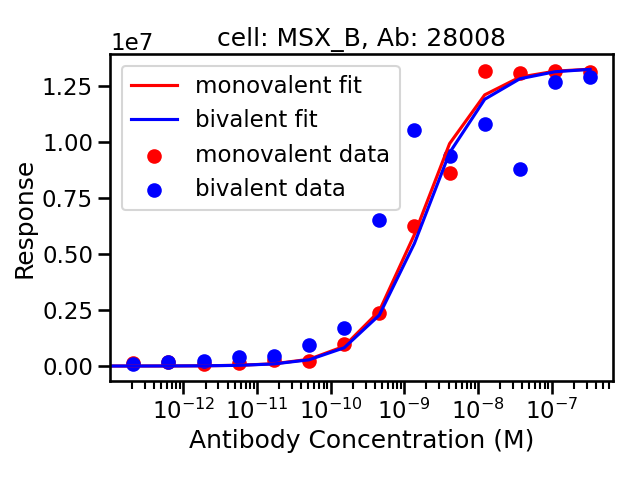 cell: MSX_B, Ab: 28008
1e7
monovalent fit
bivalent fit
monovalent data
bivalent data
1.25
1.00
0.75
0.50
0.25
0.00
Response
10⁻¹² 10⁻¹¹ 10⁻¹⁰ 10⁻⁹ 10⁻⁸ 10⁻⁷
Antibody Concentration (M)